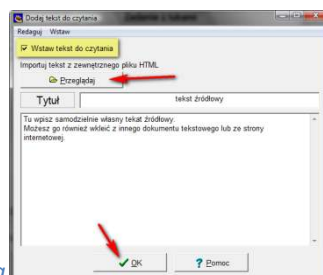 Dodaj tekst do czytania
Redaguj Wstaw
Wstaw tekst do czytania
Importuj tekst z zewnętrznego pliku HTML
Przeglądaj
Tytuł tekst źródłowy
Tu wpisz samodzielnie własny tekat źródłowy.
Możesz go również wkleić z innego dokumentu tekstowego lub ze strony
internetowej.
OK Pomoc